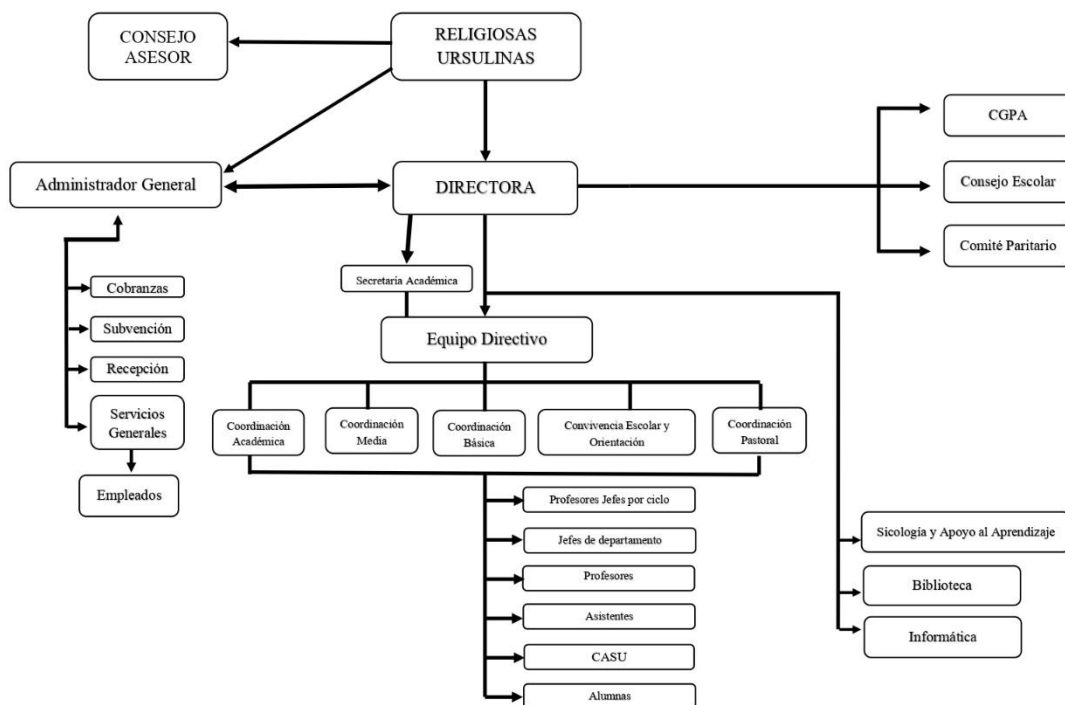 CONSEJO
ASESOR
RELIGIOSAS
URSULINAS
CGPA
Administrador General
DIRECTORA
Consejo Escolar
Comité Paritario
Secretaría Académica
Cobranzas
Subvención
Equipo Directivo
Recepción
Servicios
Generales
Coordinación
Académica
Coordinación
Media
Coordinación
Básica
Convivencia Escolar y
Orientación
Coordinación
Pastoral
Empleados
Profesores Jefes por ciclo
Jefes de departamento
Sicología y Apoyo al Aprendizaje
Profesores
Biblioteca
Asistentes
Informática
CASU
Alumnas